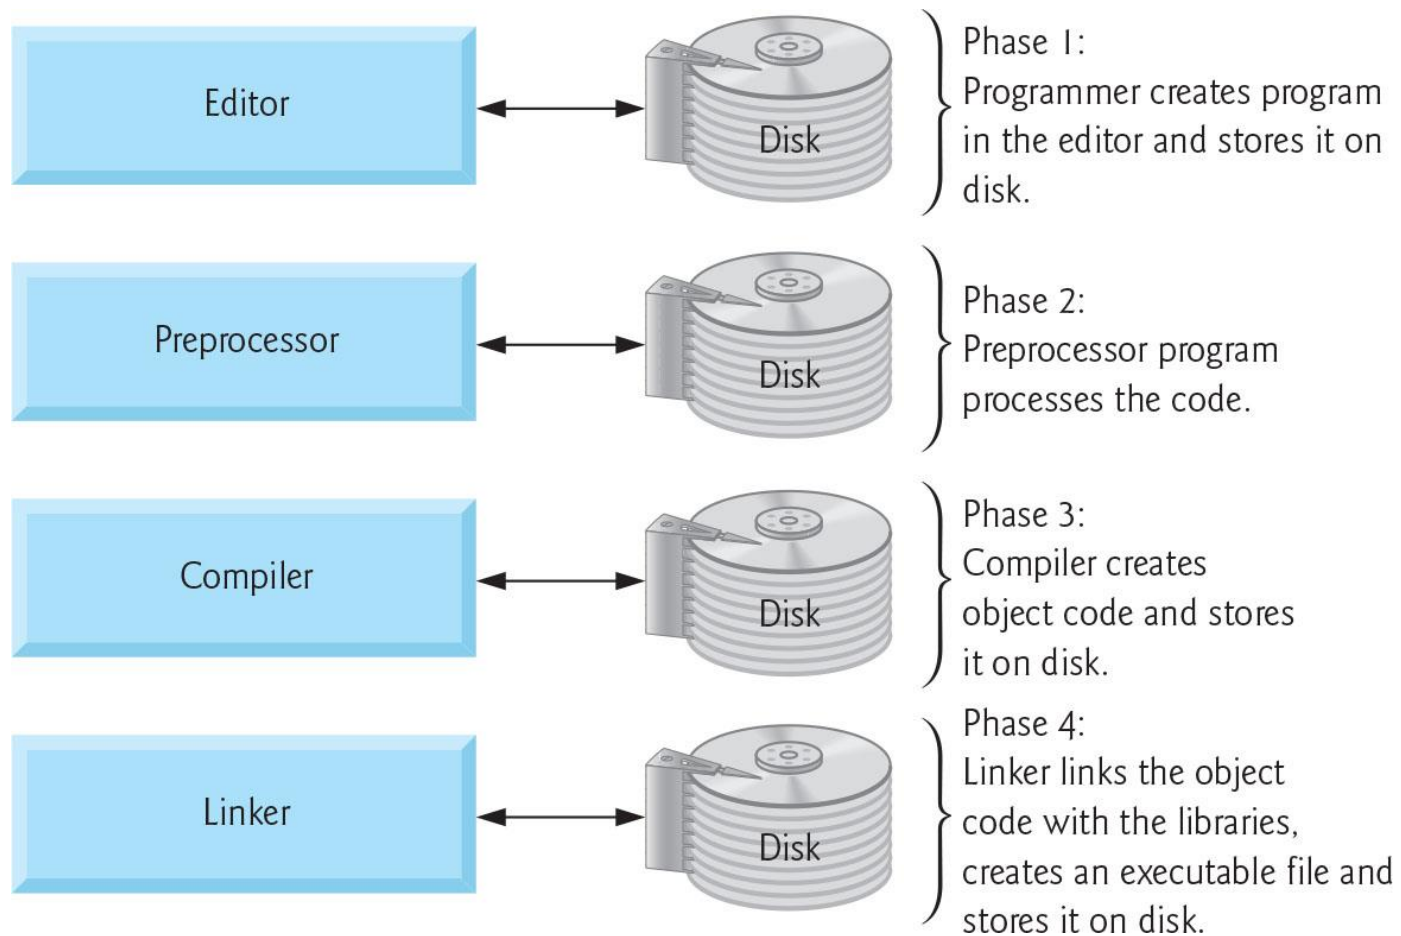 Editor
Disk
Phase 1:
Programmer creates program
in the editor and stores it on
disk.
Preprocessor
Disk
Phase 2:
Preprocessor program
processes the code.
Compiler
Disk
Phase 3:
Compiler creates
object code and stores
it on disk.
Linker
Disk
Phase 4:
Linker links the object
code with the libraries,
creates an executable file and
stores it on disk.